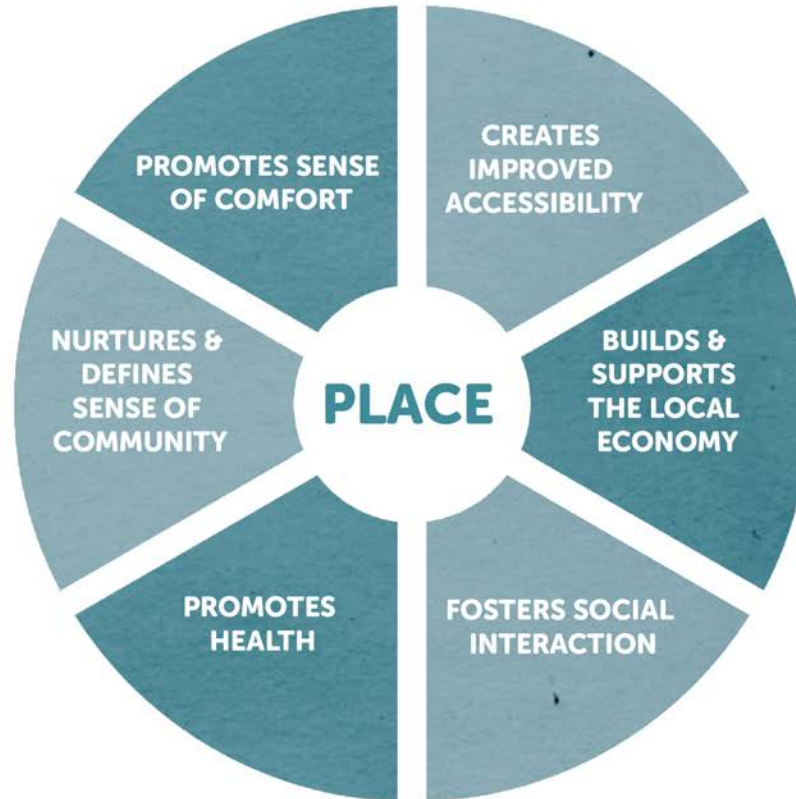 PROMOTES SENSE
OF COMFORT
CREATES
IMPROVED
ACCESSIBILITY
NURTURES &
DEFINES
SENSE OF
COMMUNITY
PLACE
BUILDS &
SUPPORTS
THE LOCAL
ECONOMY
PROMOTES
HEALTH
FOSTERS SOCIAL
INTERACTION